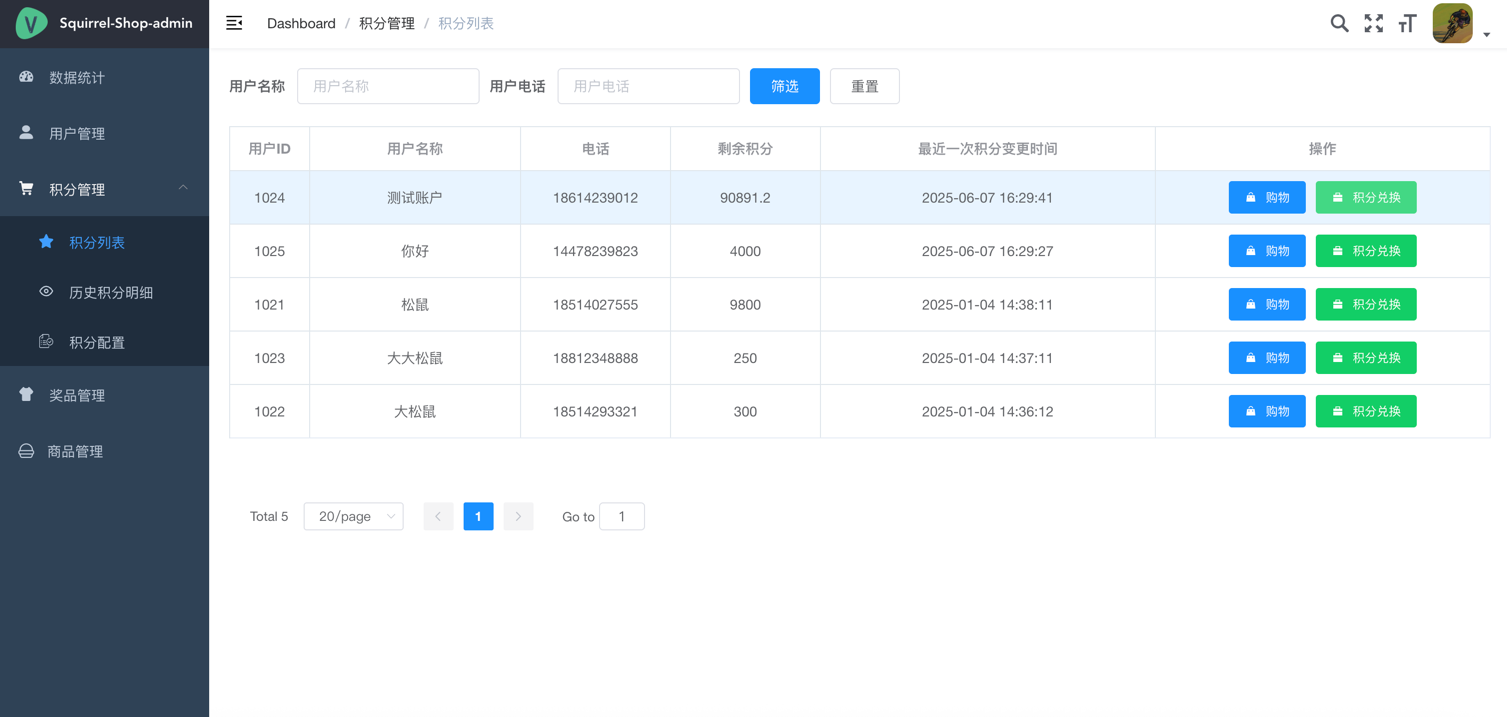 Squirrel-Shop-admin
Dashboard / 积分管理 / 积分列表
数据统计
用户管理
积分管理
积分列表
历史积分明细
积分配置
奖品管理
商品管理
用户名称 用户名称 用户电话 用户电话 筛选 重置
用户ID 用户名称 电话 剩余积分 最近一次积分变更时间 操作
1024 测试账户 18614239012 90891.2 2025-06-07 16:29:41 购物 积分兑换
1025 你好 14478239823 4000 2025-06-07 16:29:27 购物 积分兑换
1021 松鼠 18514027555 9800 2025-01-04 14:38:11 购物 积分兑换
1023 大大松鼠 18812348888 250 2025-01-04 14:37:11 购物 积分兑换
1022 大松鼠 18514293321 300 2025-01-04 14:36:12 购物 积分兑换
Total 5 20/page 1 Go to 1